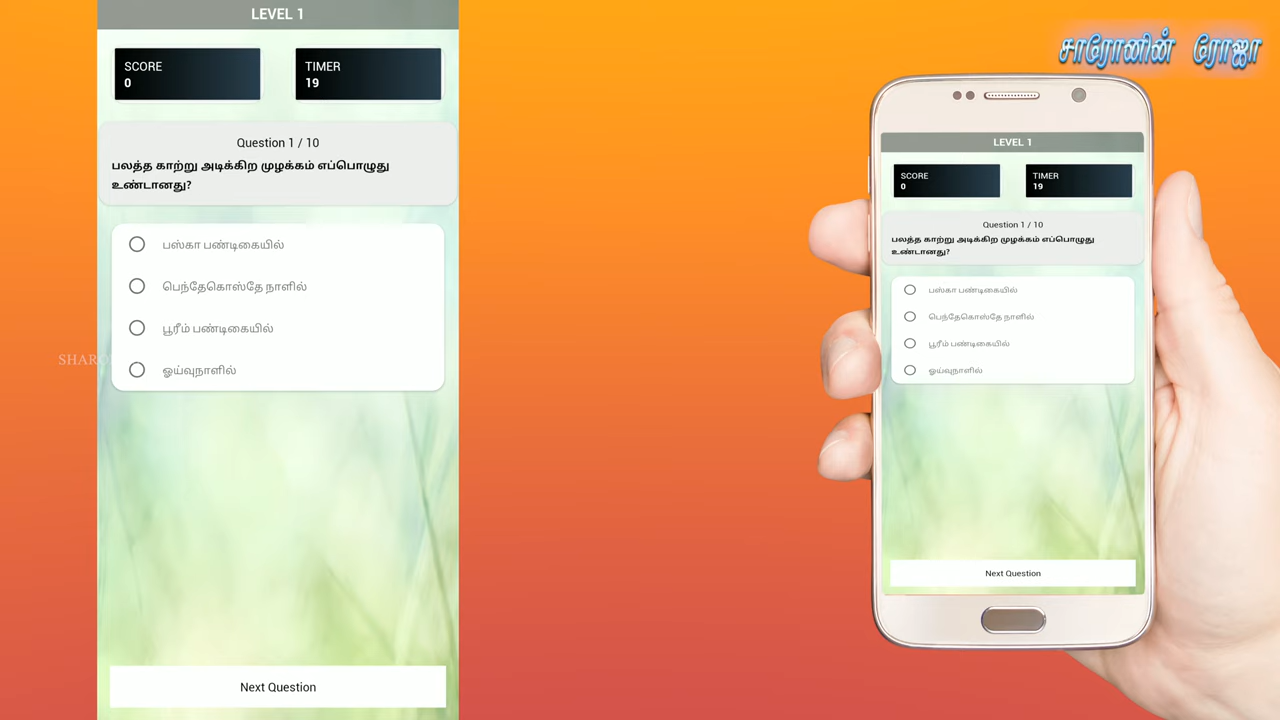 LEVEL 1
SCORE
0
TIMER
19
Question 1 / 10
பலத்த காற்று அடிக்கிற முழக்கம் எப்பொழுது
உண்டானது?
பஸ்கா பண்டிகையில்
பெந்தேகொஸ்தே நாளில்
பூரீம் பண்டிகையில்
ஓய்வுநாளில்
Next Question
சாரோனின் ரோஜா
LEVEL 1
SCORE
0
TIMER
19
Question 1 / 10
பலத்த காற்று அடிக்கிற முழக்கம் எப்பொழுது
உண்டானது?
பஸ்கா பண்டிகையில்
பெந்தேகொஸ்தே நாளில்
பூரீம் பண்டிகையில்
ஓய்வுநாளில்
Next Question